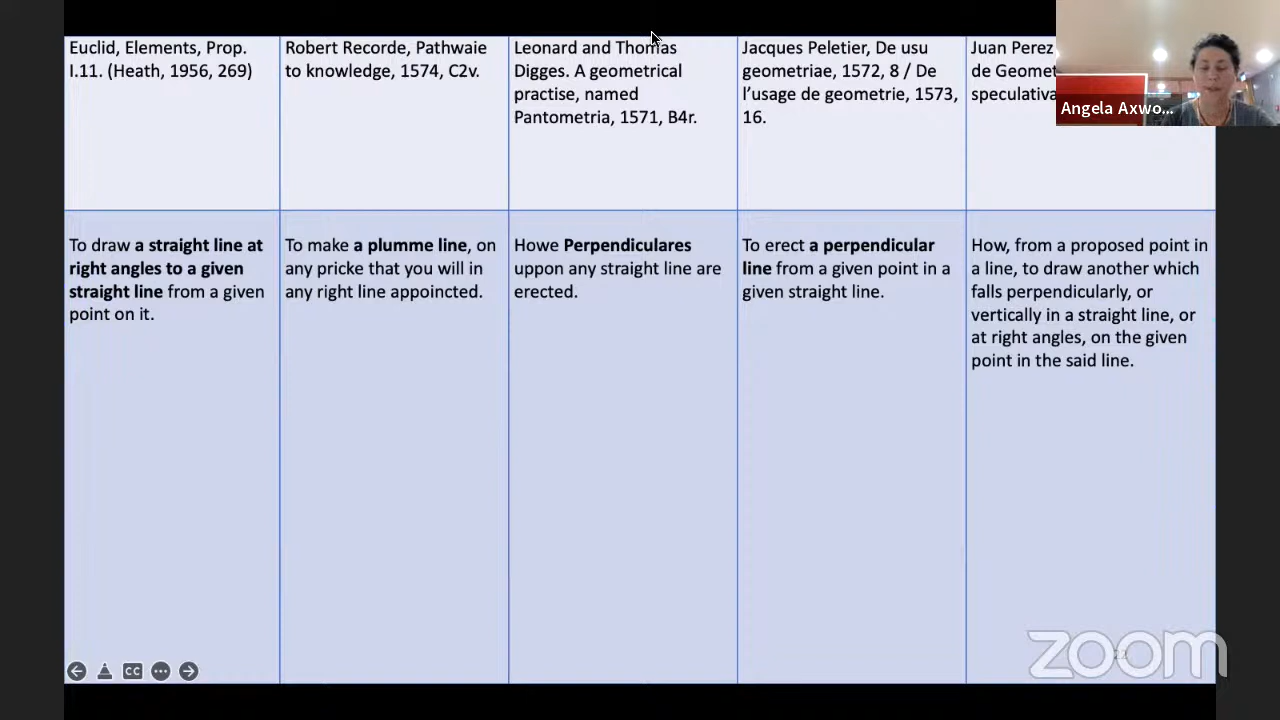 Euclid, Elements, Prop.
I.11. (Heath, 1956, 269)
Robert Recorde, Pathwaie
to knowledge, 1574, C2v.
Leonard and Thomas
Digges. A geometrical
practise, named
Pantometria, 1571, B4r.
Jacques Peletier, De usu
geometriae, 1572, 8 / De
l’usage de geometrie, 1573,
16.
Juan Perez
de Geomet
speculativa
Angela Axwo...
To draw a straight line at
right angles to a given
straight line from a given
point on it.
To make a plumme line, on
any pricke that you will in
any right line appoincted.
Howe Perpendiculares
uppon any straight line are
erected.
To erect a perpendicular
line from a given point in a
given straight line.
How, from a proposed point in
a line, to draw another which
falls perpendicularly, or
vertically in a straight line, or
at right angles, on the given
point in the said line.
CC
22
zoom